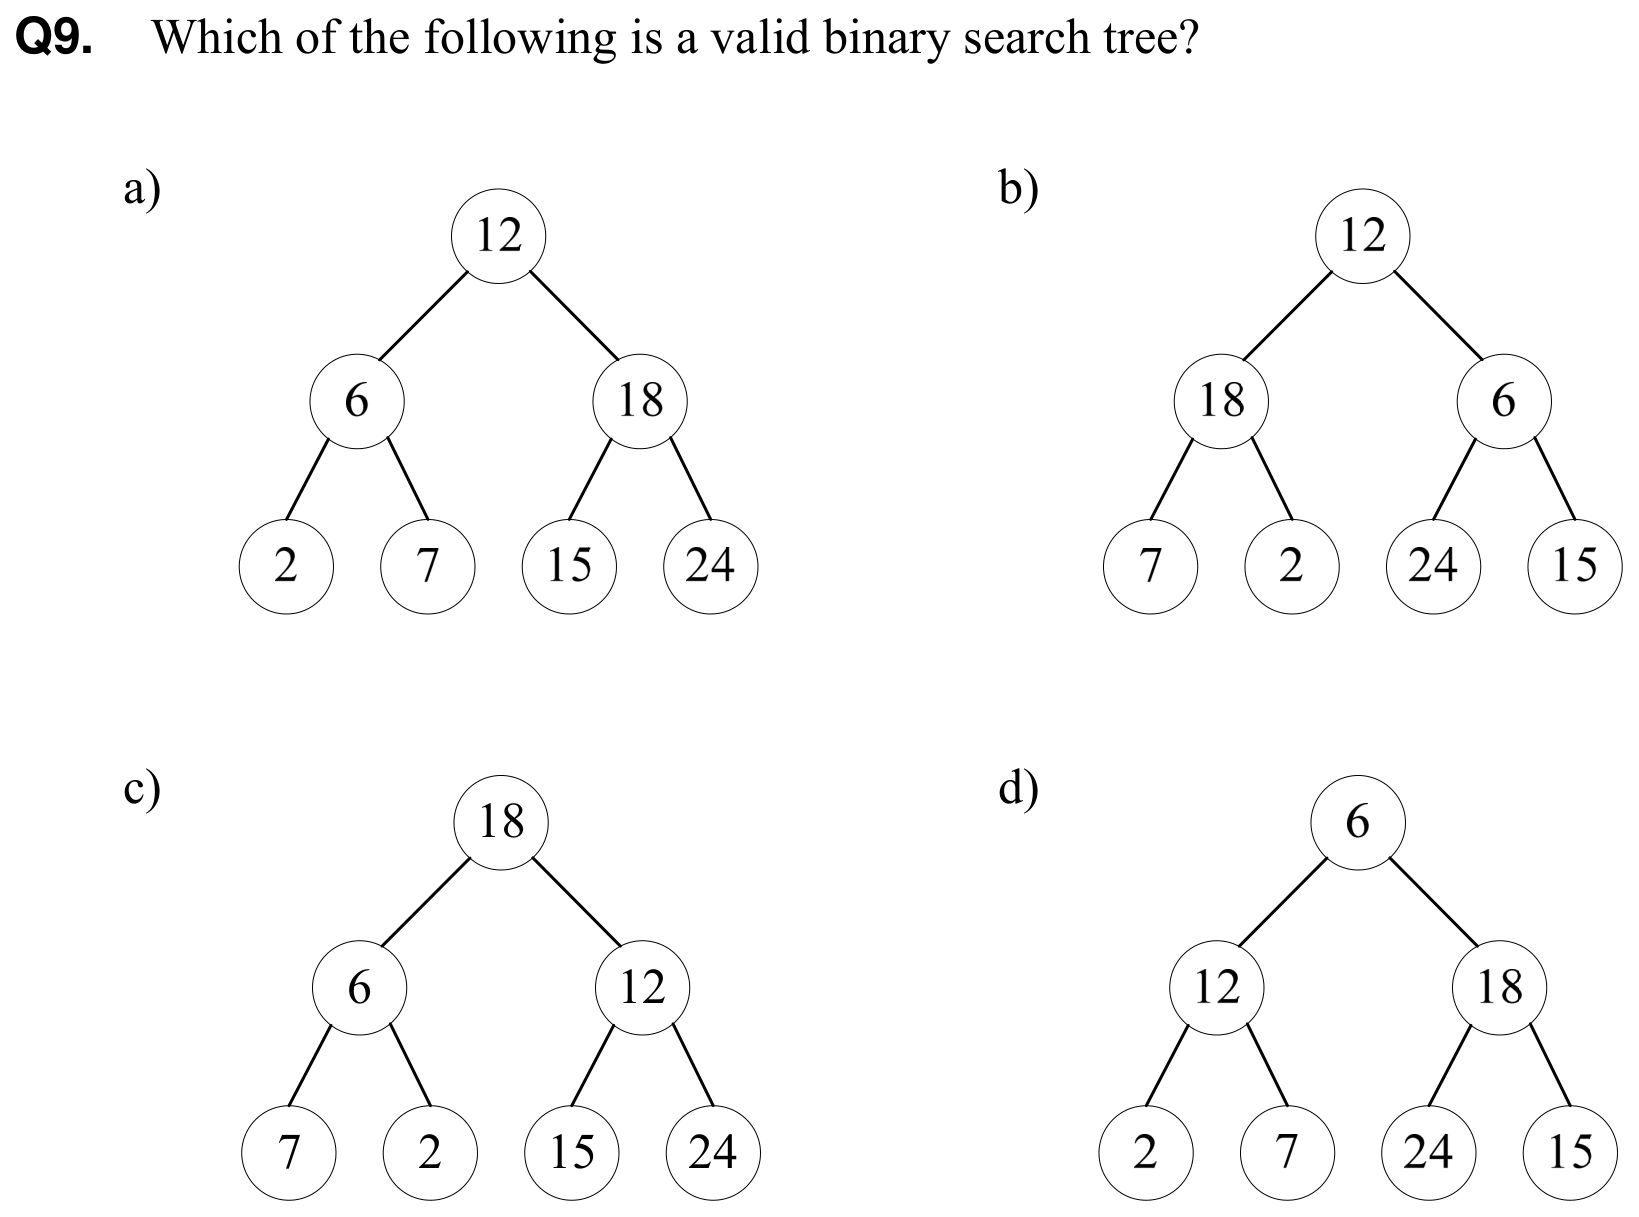 Q9. Which of the following is a valid binary search tree?
a)
12
6 18
2 7 15 24
b)
12
18 6
7 2 24 15
c)
18
6 12
7 2 15 24
d)
6
12 18
2 7 24 15